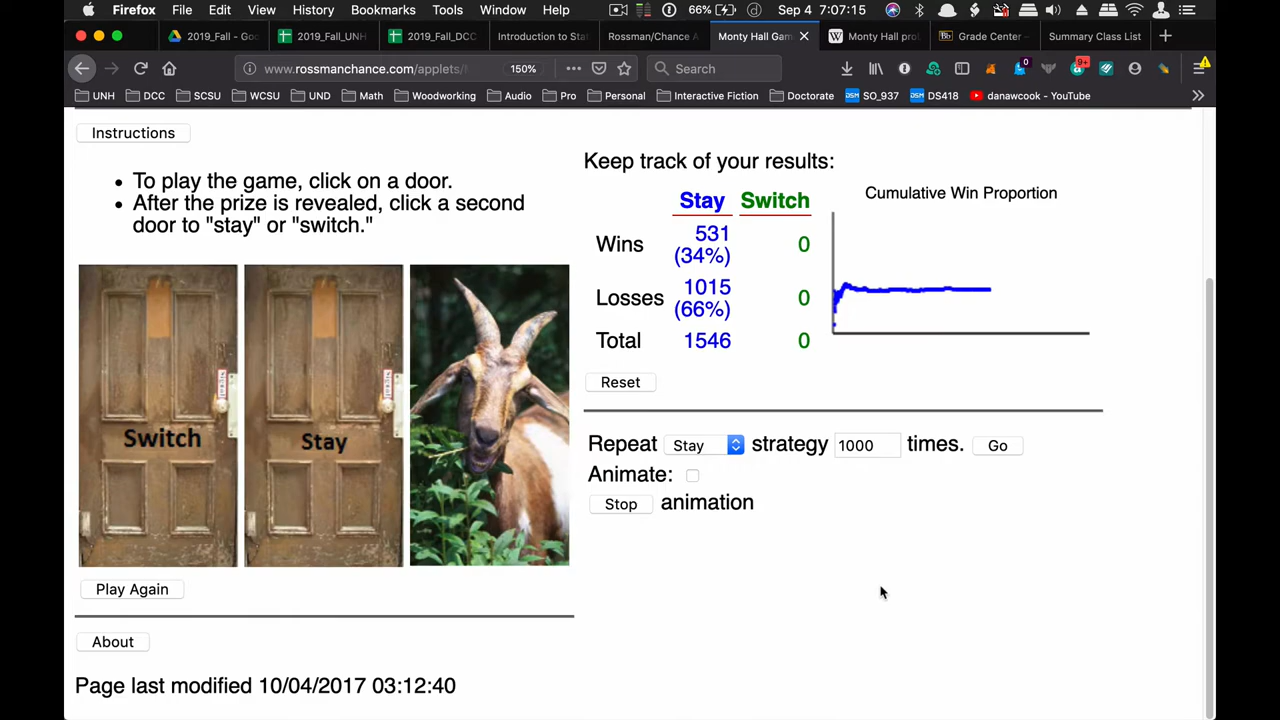 Firefox File Edit View History Bookmarks Tools Window Help 66% Sep 4 7:07:15
2019_Fall - Goo 2019_Fall_UNH 2019_Fall_DCC Introduction to Sta Rossman/Chance A Monty Hall Gam W Monty Hall pro Bb Grade Center – Summary Class List
www.rossmanchance.com/applets/ 150% Search 0 9+
UNH DCC SCSU WCSU UND Math Woodworking Audio Pro Personal Interactive Fiction Doctorate SO_937 DS418 danawcook - YouTube
Instructions
• To play the game, click on a door.
• After the prize is revealed, click a second
door to "stay" or "switch."
Switch Stay
Play Again
About
Page last modified 10/04/2017 03:12:40
Keep track of your results:
Stay Switch
Wins 531 0
(34%)
Losses 1015 0
(66%)
Total 1546 0
Cumulative Win Proportion
Reset
Repeat Stay strategy 1000 times. Go
Animate:
Stop animation